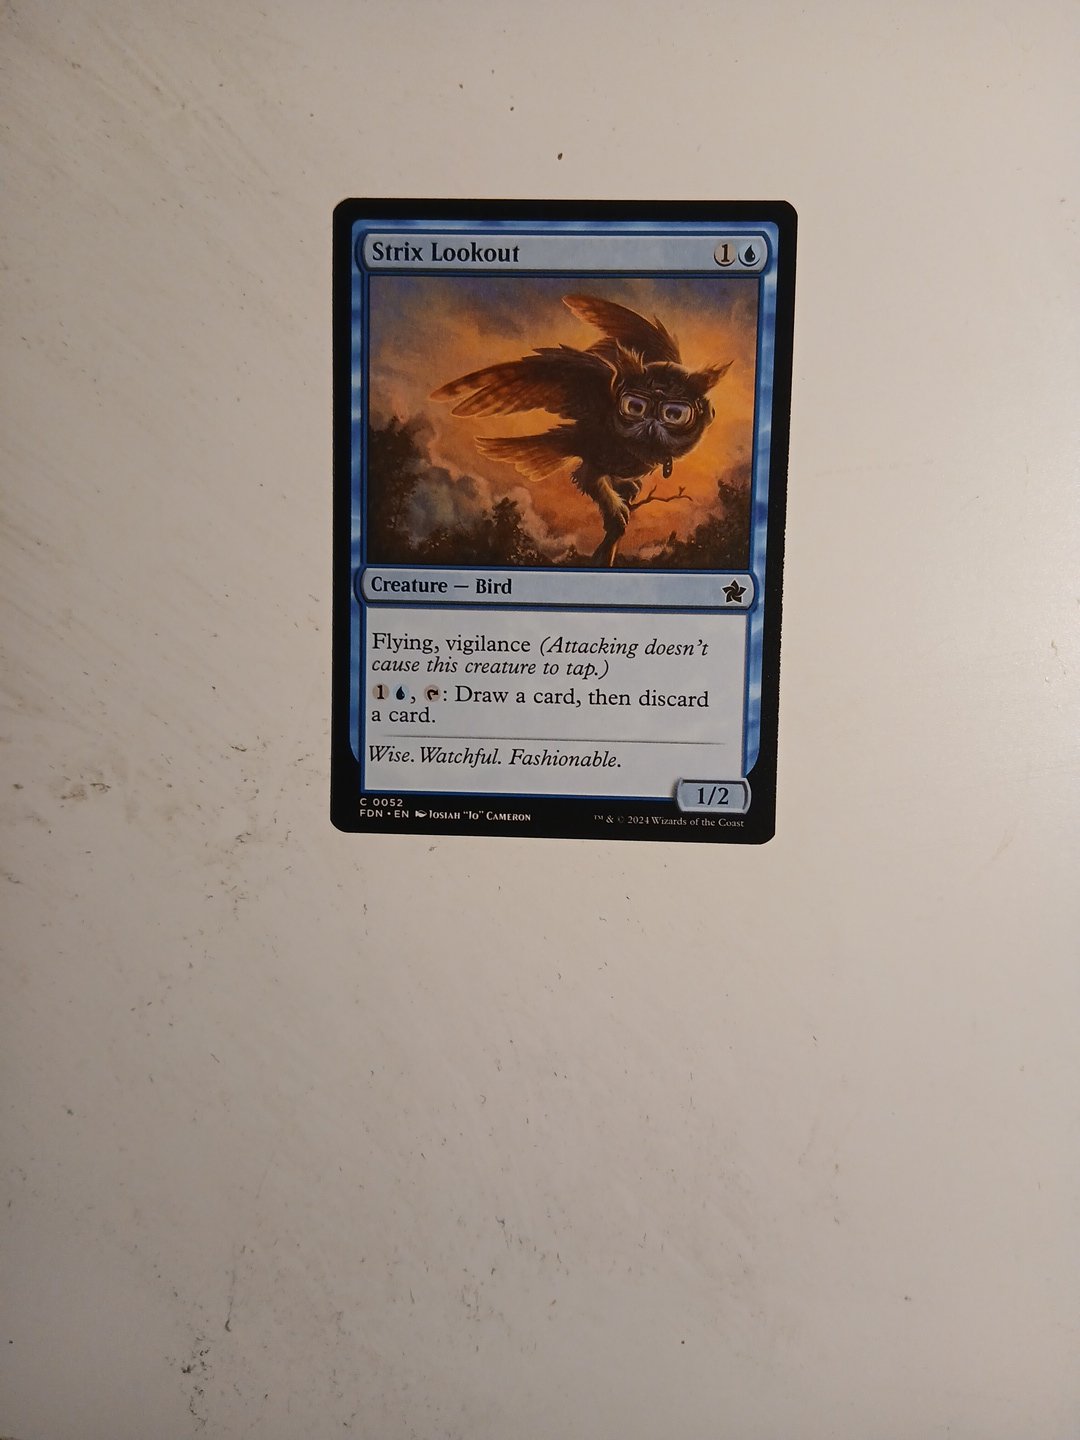 Strix Lookout 1
Creature — Bird
Flying, vigilance (Attacking doesn't
cause this creature to tap.)
1 , : Draw a card, then discard
a card.
Wise. Watchful. Fashionable.
1/2
C 0052
FDN • EN Josiah "Jo" Cameron
™ & © 2024 Wizards of the Coast